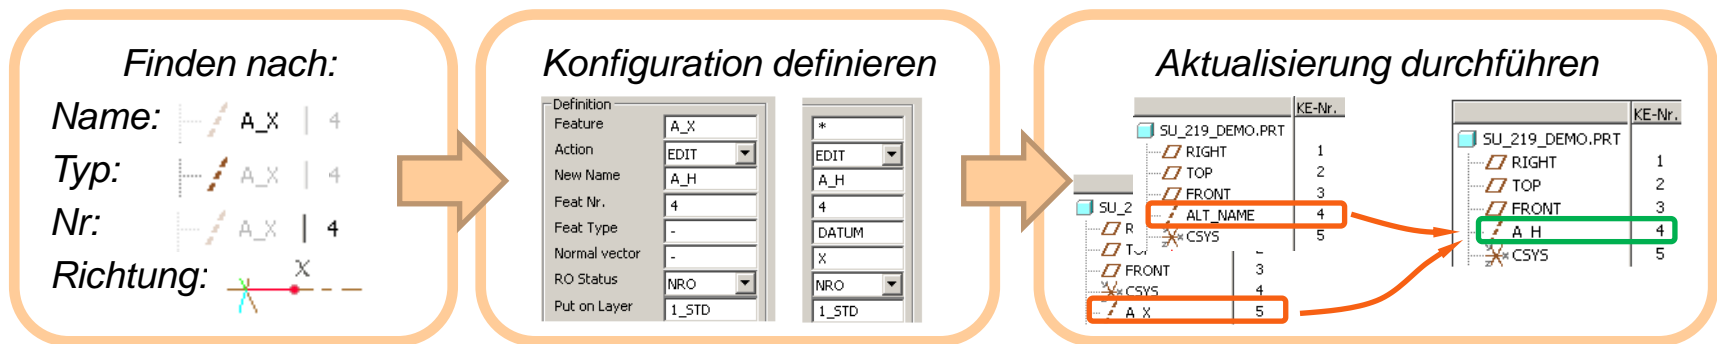 Finden nach:
Name: A_X | 4
Typ: A_X | 4
Nr: A_X | 4
Richtung: X
Konfiguration definieren
Definition
Feature A_X *
Action EDIT EDIT
New Name A_H A_H
Feat Nr. 4 4
Feat Type - DATUM
Normal vector - X
RO Status NRO NRO
Put on Layer 1_STD 1_STD
Aktualisierung durchführen
KE-Nr.
SU_219_DEMO.PRT
RIGHT 1
TOP 2
FRONT 3
ALT_NAME 4
CSYS 5
SU_2
R
FRONT 3
CSYS 4
A_X 5
KE-Nr.
SU_219_DEMO.PRT
RIGHT 1
TOP 2
FRONT 3
A_H 4
CSYS 5